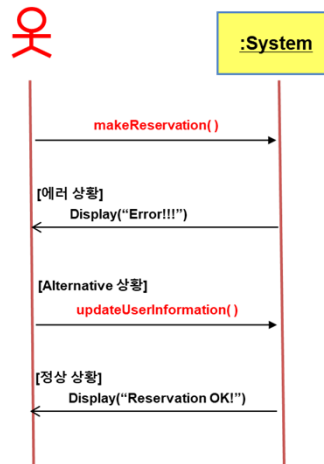 :System
makeReservation( )
[에러 상황]
Display(“Error!!!”)
[Alternative 상황]
updateUserInformation( )
[정상 상황]
Display(“Reservation OK!”)